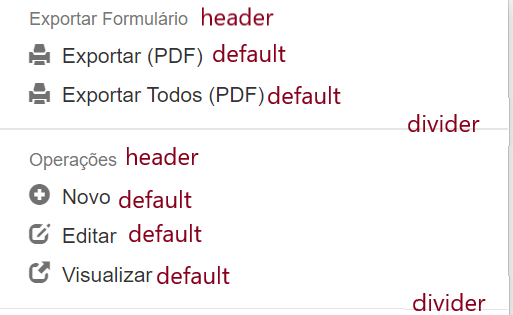 Exportar Formulário header
Exportar (PDF) default
Exportar Todos (PDF) default
divider
Operações header
Novo default
Editar default
Visualizar default
divider